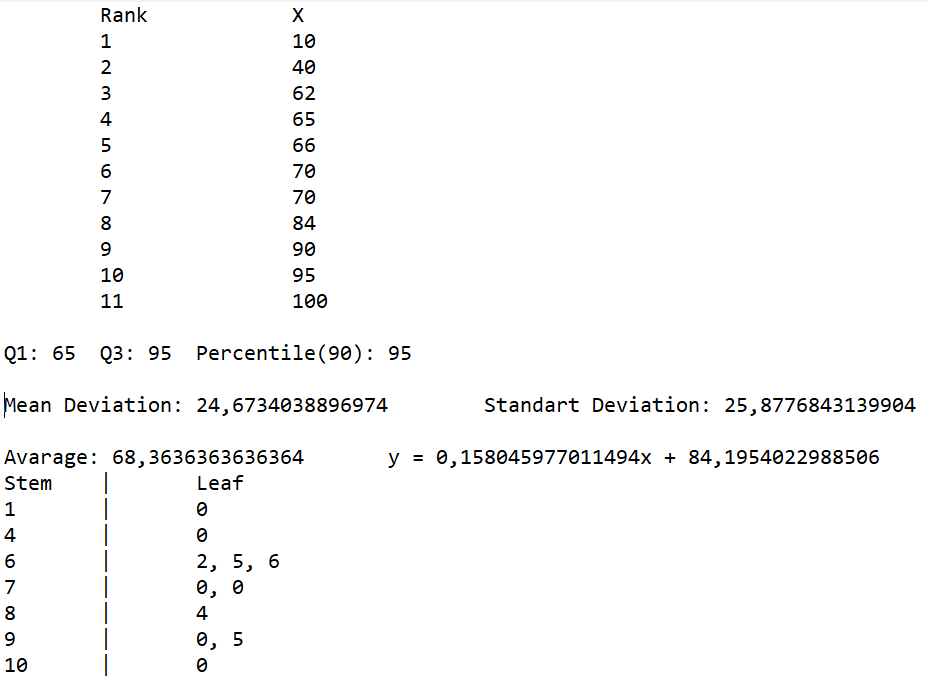 Rank X
1 10
2 40
3 62
4 65
5 66
6 70
7 70
8 84
9 90
10 95
11 100
Q1: 65 Q3: 95 Percentile(90): 95
Mean Deviation: 24,6734038896974 Standart Deviation: 25,8776843139904
Avarage: 68,3636363636364 y = 0,158045977011494x + 84,1954022988506
Stem | Leaf
1 | 0
4 | 0
6 | 2, 5, 6
7 | 0, 0
8 | 4
9 | 0, 5
10 | 0